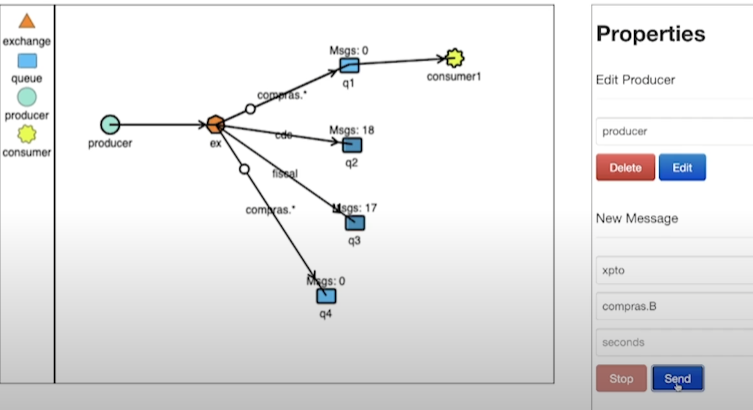 exchange
queue
producer
consumer
producer
ex
compras.*
cdc
fiscal
compras.*
Msgs: 0
q1
consumer1
Msgs: 18
q2
Msgs: 17
q3
Msgs: 0
q4
Properties
Edit Producer
producer
Delete
Edit
New Message
xpto
compras.B
seconds
Stop
Send